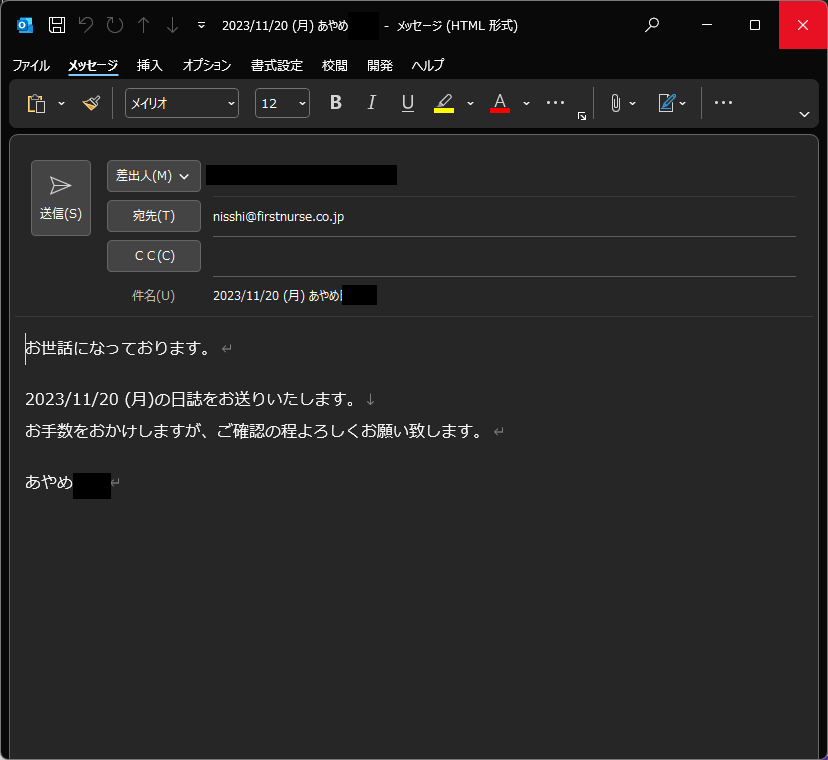 2023/11/20 (月) あやめ - メッセージ (HTML 形式)
ファイル メッセージ 挿入 オプション 書式設定 校閲 開発 ヘルプ
メイリオ 12 B I U A
差出人(M)
送信(S)
宛先(T) nisshi@firstnurse.co.jp
ＣＣ(C)
件名(U) 2023/11/20 (月) あやめ
お世話になっております。
2023/11/20 (月)の日誌をお送りいたします。
お手数をおかけしますが、ご確認の程よろしくお願い致します。
あやめ